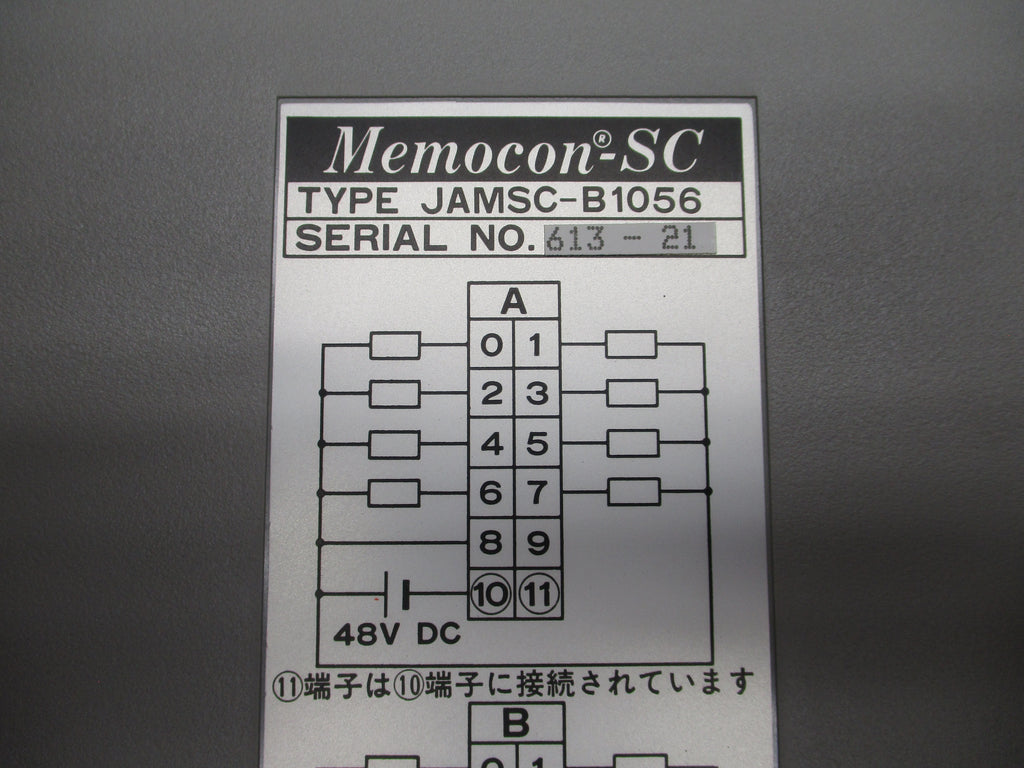 Memocon®-SC
TYPE JAMSC-B1056
SERIAL NO. 613 - 21
A
0 1
2 3
4 5
6 7
8 9
⑩ ⑪
48V DC
⑪端子は⑩端子に接続されています
B
0 1